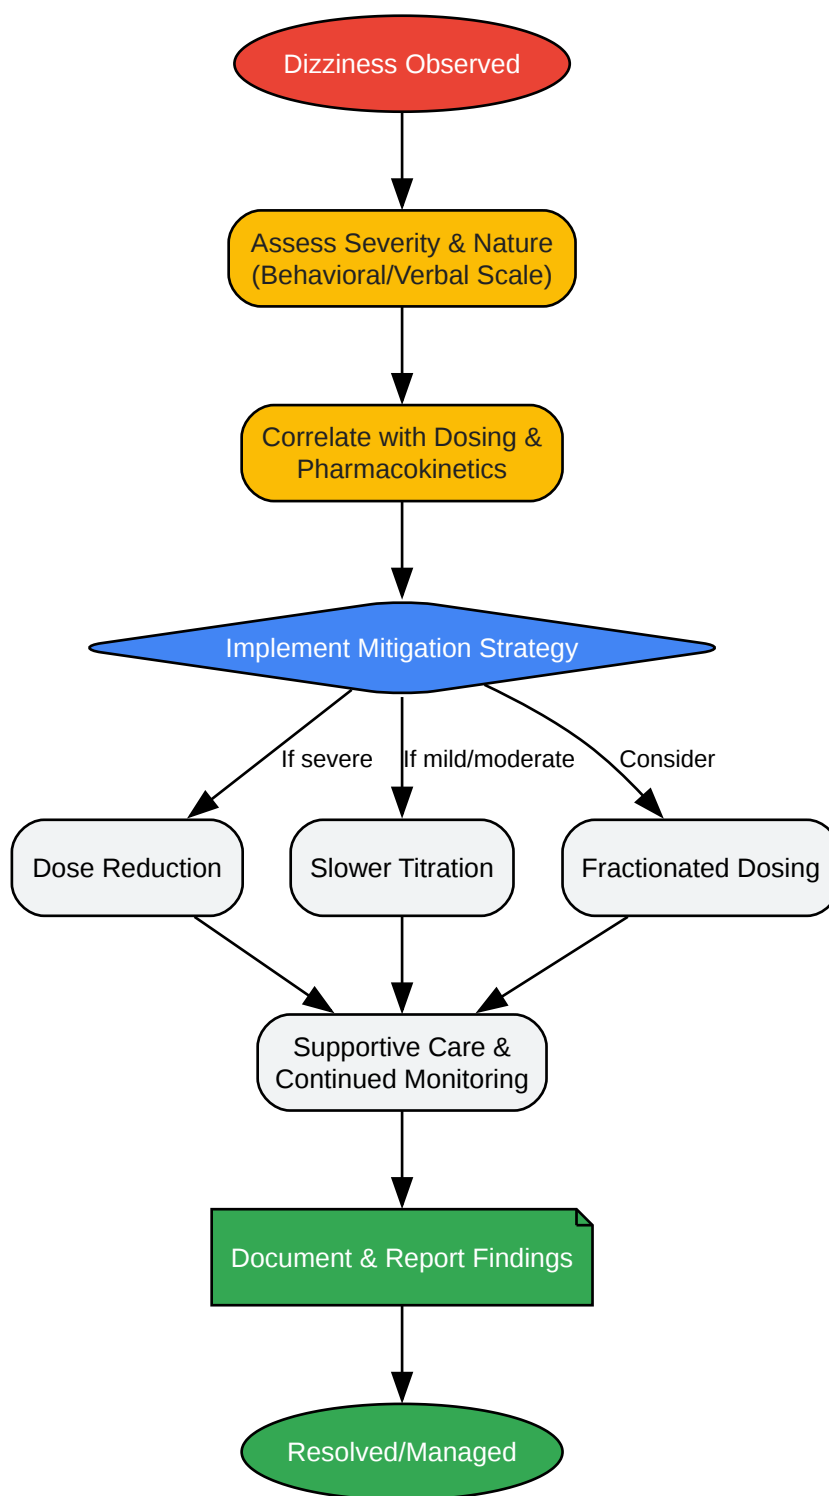 Dizziness Observed
Assess Severity & Nature
(Behavioral/Verbal Scale)
Correlate with Dosing &
Pharmacokinetics
Implement Mitigation Strategy
If severe
If mild/moderate
Consider
Dose Reduction
Slower Titration
Fractionated Dosing
Supportive Care &
Continued Monitoring
Document & Report Findings
Resolved/Managed